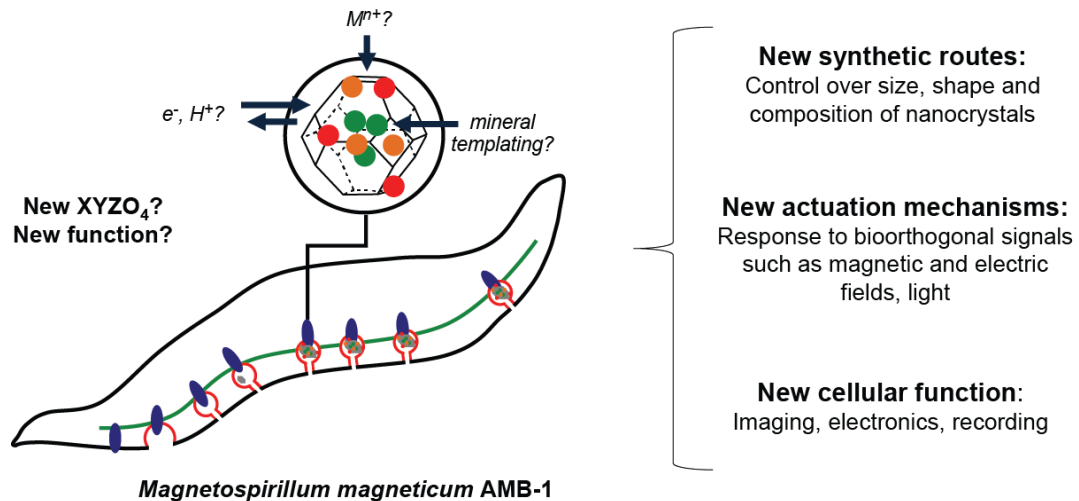 Mⁿ⁺?
e⁻, H⁺?
mineral
templating?
New XYZO₄?
New function?
Magnetospirillum magneticum AMB-1
New synthetic routes:
Control over size, shape and
composition of nanocrystals
New actuation mechanisms:
Response to bioorthogonal signals
such as magnetic and electric
fields, light
New cellular function:
Imaging, electronics, recording